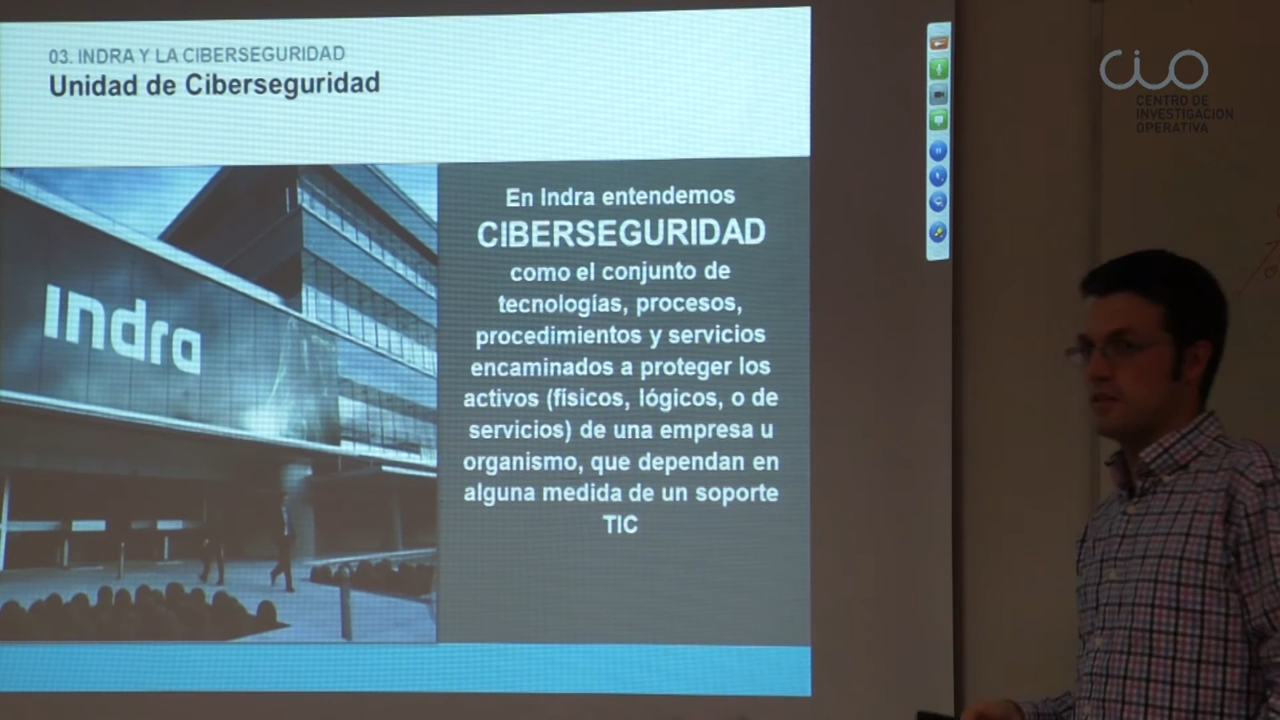 03. INDRA Y LA CIBERSEGURIDAD
Unidad de Ciberseguridad
indra
En Indra entendemos
CIBERSEGURIDAD
como el conjunto de
tecnologías, procesos,
procedimientos y servicios
encaminados a proteger los
activos (físicos, lógicos, o de
servicios) de una empresa u
organismo, que dependan en
alguna medida de un soporte
TIC
CIO
CENTRO DE
INVESTIGACION
OPERATIVA